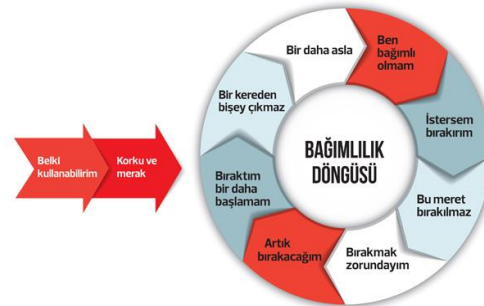 Belki
kullanabilirim
Korku ve
merak
BAĞIMLILIK
DÖNGÜSÜ
Ben
bağımlı
olmam
İstersem
bırakırım
Bu meret
bırakılmaz
Bırakmak
zorundayım
Artık
bırakacağım
Bıraktım
bir daha
başlamam
Bir kereden
bişey çıkmaz
Bir daha asla